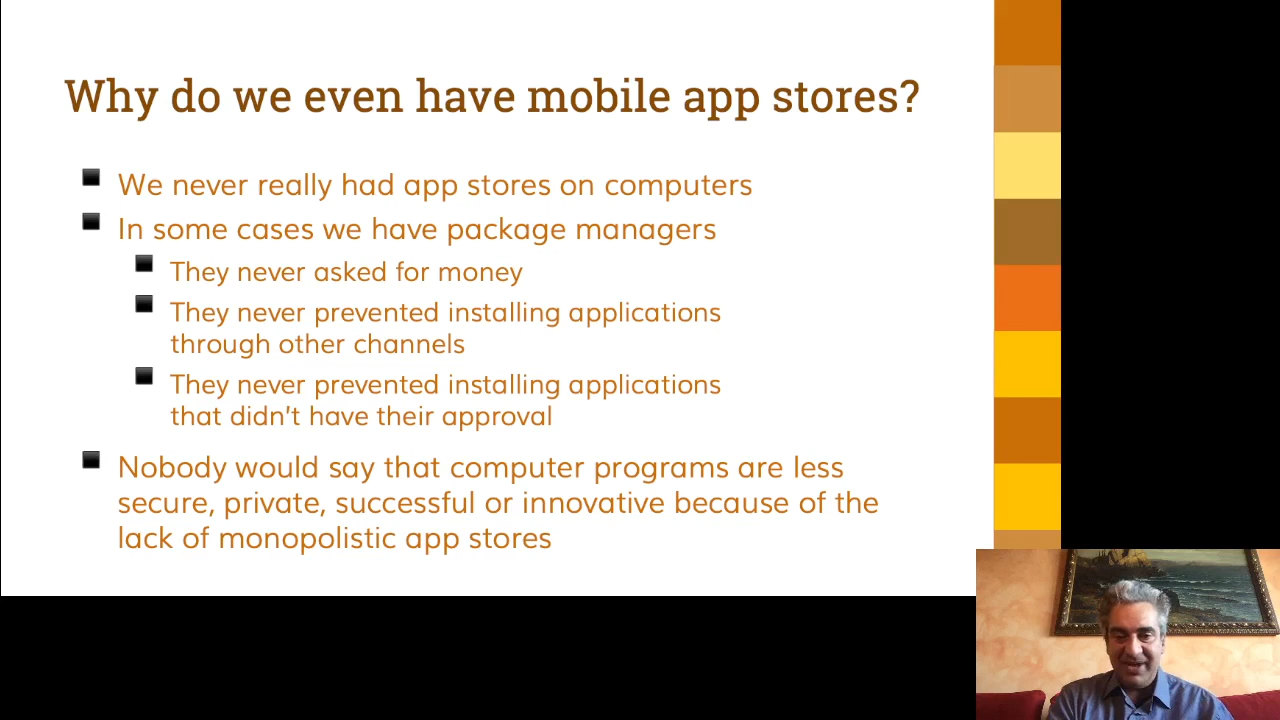 Why do we even have mobile app stores?
We never really had app stores on computers
In some cases we have package managers
They never asked for money
They never prevented installing applications
through other channels
They never prevented installing applications
that didn't have their approval
Nobody would say that computer programs are less
secure, private, successful or innovative because of the
lack of monopolistic app stores